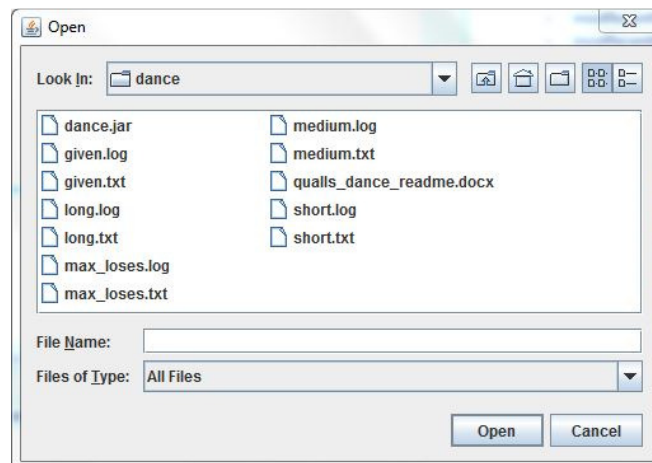 Open
Look In: dance
dance.jar
given.log
given.txt
long.log
long.txt
max_loses.log
max_loses.txt
medium.log
medium.txt
qualls_dance_readme.docx
short.log
short.txt
File Name:
Files of Type: All Files
Open Cancel